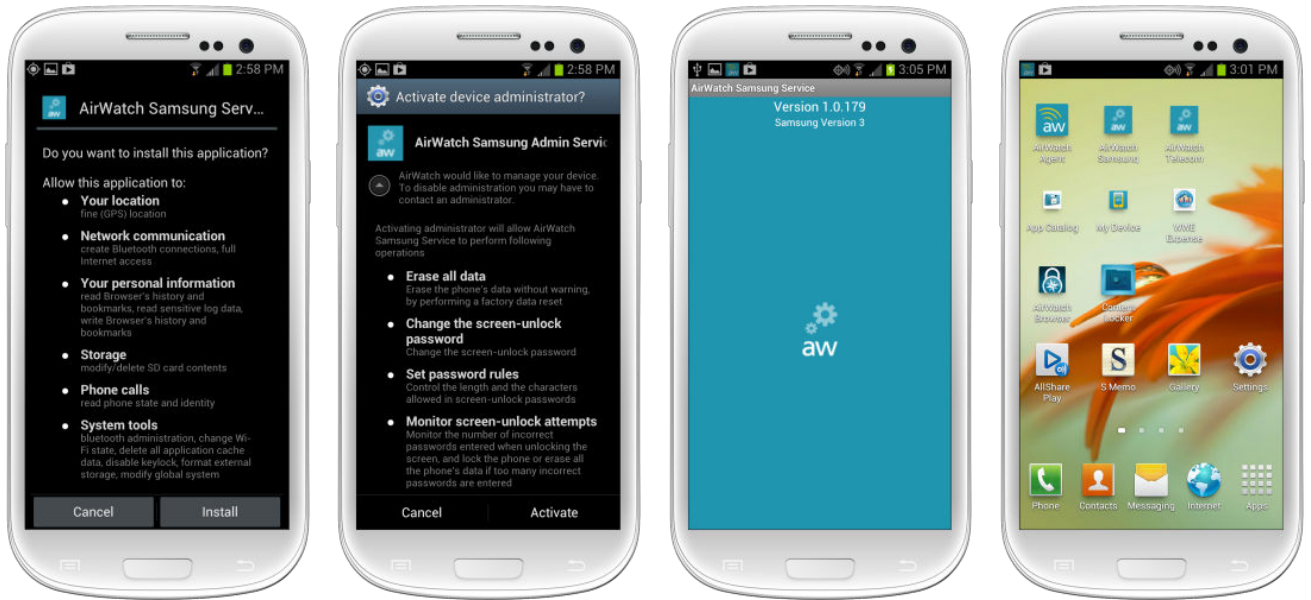 2:58 PM
AirWatch Samsung Serv...
Do you want to install this application?
Allow this application to:
Your location
fine (GPS) location
Network communication
create Bluetooth connections, full
Internet access
Your personal information
read Browser's history and
bookmarks, read sensitive log data,
write Browser's history and
bookmarks
Storage
modify/delete SD card contents
Phone calls
read phone state and identity
System tools
bluetooth administration, change Wi-
Fi state, delete all application cache
data, disable keylock, format external
storage, modify global system
Cancel Install
2:58 PM
Activate device administrator?
aw
AirWatch Samsung Admin Servic
AirWatch would like to manage your device.
To disable administration you may have to
contact an administrator.
Activating administrator will allow AirWatch
Samsung Service to perform following
operations
Erase all data
Erase the phone's data without warning,
by performing a factory data reset
Change the screen-unlock
password
Change the screen-unlock password
Set password rules
Control the length and the characters
allowed in screen-unlock passwords
Monitor screen-unlock attempts
Monitor the number of incorrect
passwords entered when unlocking the
screen, and lock the phone or erase all
the phone's data if too many incorrect
passwords are entered
Cancel Activate
3:05 PM
AirWatch Samsung Service
Version 1.0.179
Samsung Version 3
aw
3:01 PM
aw aw aw
AirWatch AirWatch AirWatch
Agent Samsung Telecom
App Catalog My Device WME
Expense
AirWatch Content
Browser Locker
S
AllShare S Memo Gallery Settings
Play
Phone Contacts Messaging Internet Apps